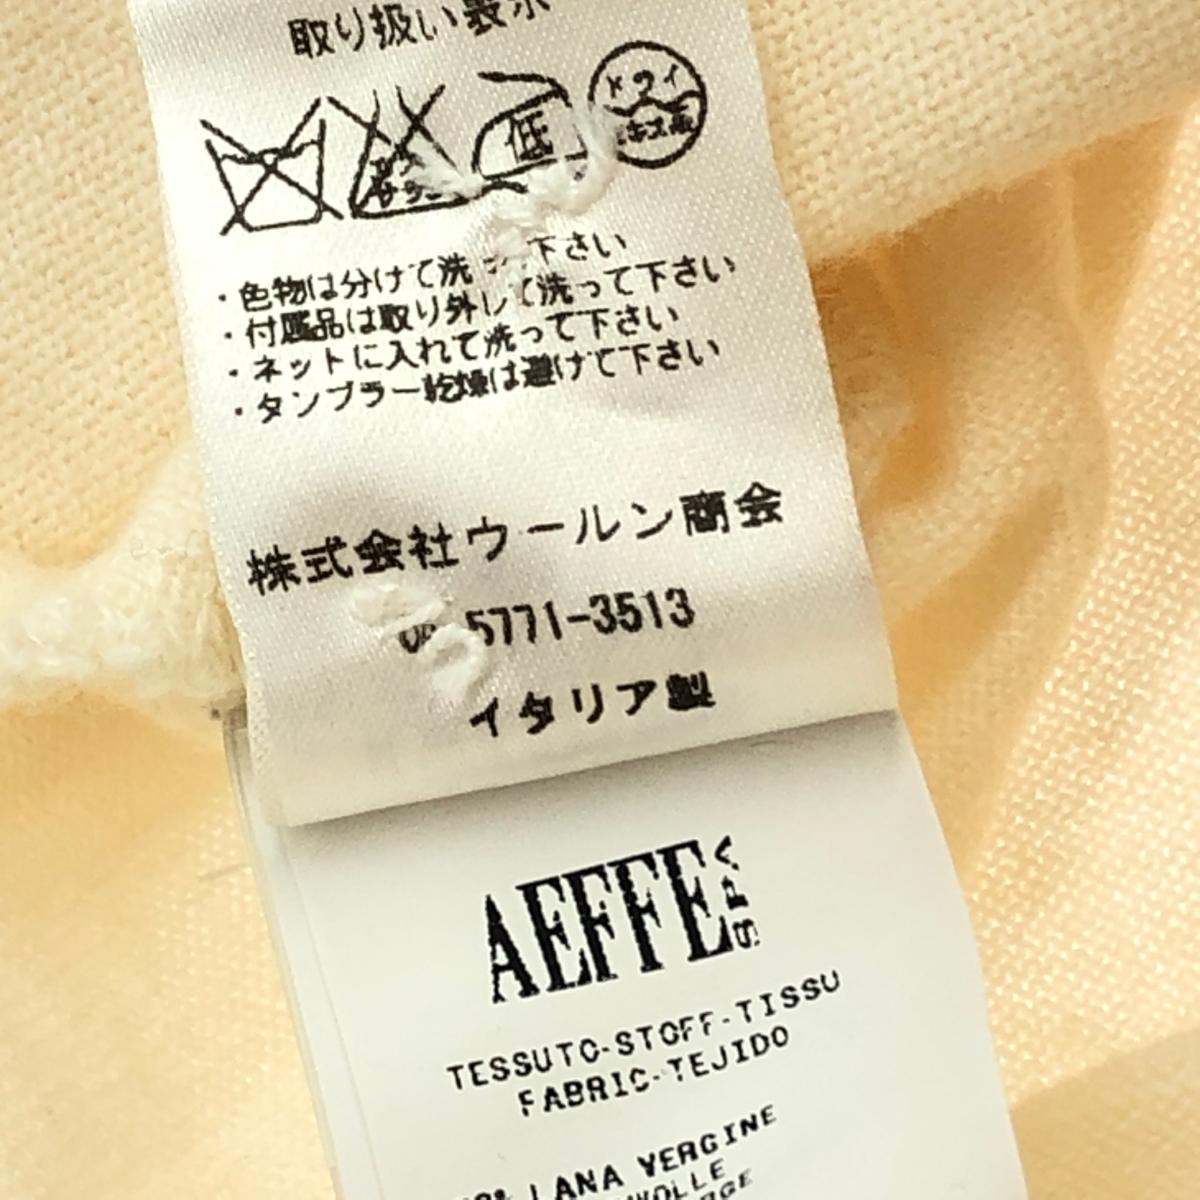 取り扱い表示
低
ドライ
・色物は分けて洗って下さい
・付属品は取り外して洗って下さい
・ネットに入れて洗って下さい
・タンブラー乾燥は避けて下さい
株式会社ウールン商会
5771-3513
イタリア製
AEFFE SPA
TESSUTO-STOFF-TISSU
FABRIC-TEJIDO
LANA VERGINE